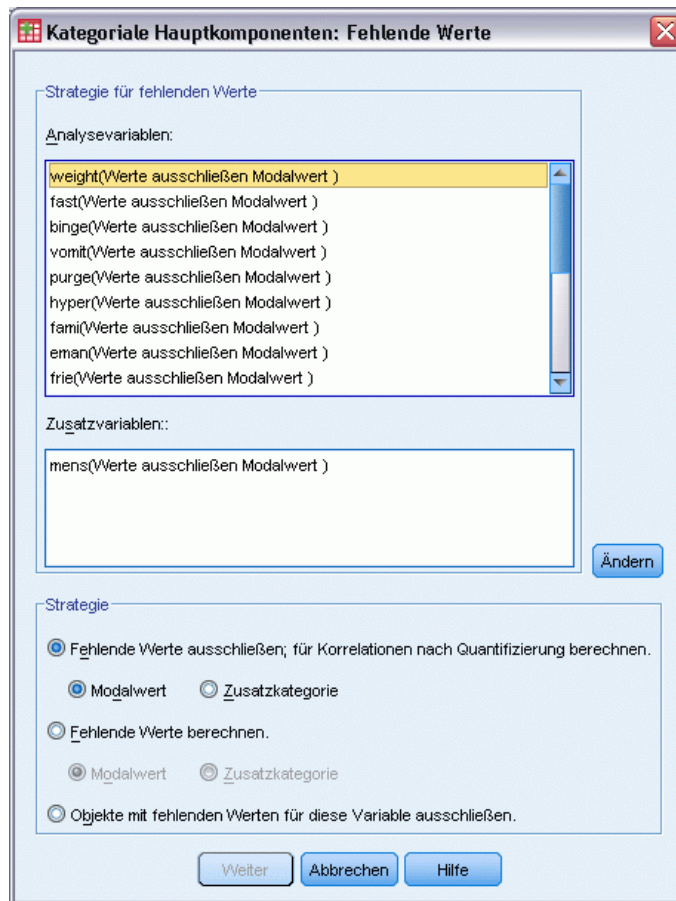 Kategoriale Hauptkomponenten: Fehlende Werte
Strategie für fehlenden Werte
Analysevariablen:
weight(Werte ausschließen Modalwert )
fast(Werte ausschließen Modalwert )
binge(Werte ausschließen Modalwert )
vomit(Werte ausschließen Modalwert )
purge(Werte ausschließen Modalwert )
hyper(Werte ausschließen Modalwert )
fami(Werte ausschließen Modalwert )
eman(Werte ausschließen Modalwert )
frie(Werte ausschließen Modalwert )
Zusatzvariablen::
mens(Werte ausschließen Modalwert )
Ändern
Strategie
Fehlende Werte ausschließen; für Korrelationen nach Quantifizierung berechnen.
Modalwert Zusatzkategorie
Fehlende Werte berechnen.
Modalwert Zusatzkategorie
Objekte mit fehlenden Werten für diese Variable ausschließen.
Weiter Abbrechen Hilfe